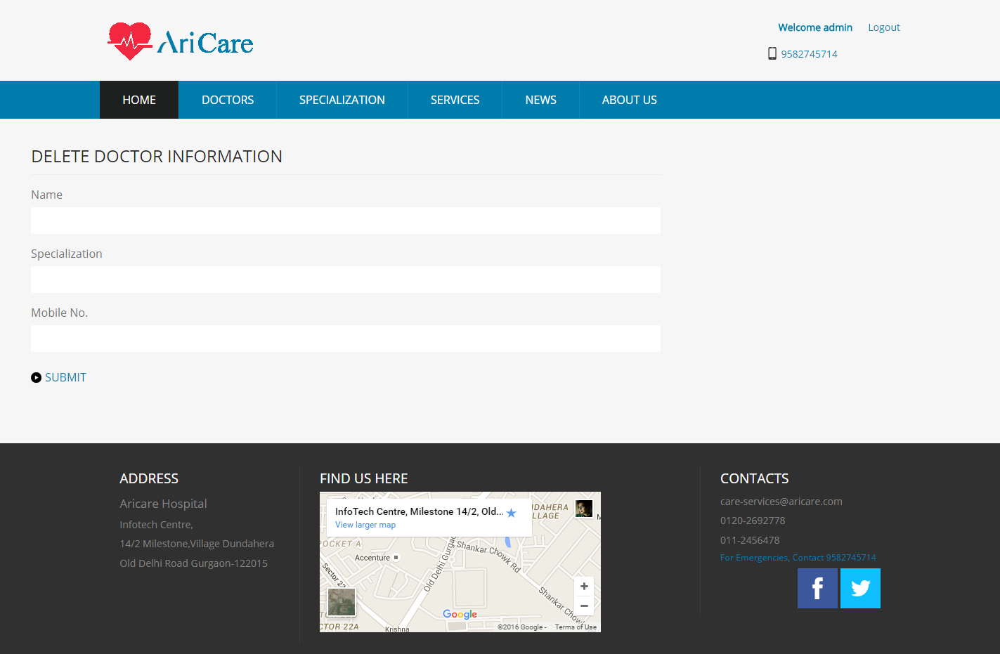 AriCare
Welcome admin Logout
9582745714
HOME DOCTORS SPECIALIZATION SERVICES NEWS ABOUT US
DELETE DOCTOR INFORMATION
Name
Specialization
Mobile No.
SUBMIT
ADDRESS
Aricare Hospital
Infotech Centre,
14/2 Milestone,Village Dundahera
Old Delhi Road Gurgaon-122015
FIND US HERE
InfoTech Centre, Milestone 14/2, Old...
View larger map
NDAHERA
VILLAGE
POCKET A
Accenture
Shankar Chowk Rd
Old Delhi Gurgao
Sector 22
Shankar Chowk
Google
CTOR 22A
Krishna
©2016 Google - Terms of Use
CONTACTS
care-services@aricare.com
0120-2692778
011-2456478
For Emergencies, Contact 9582745714